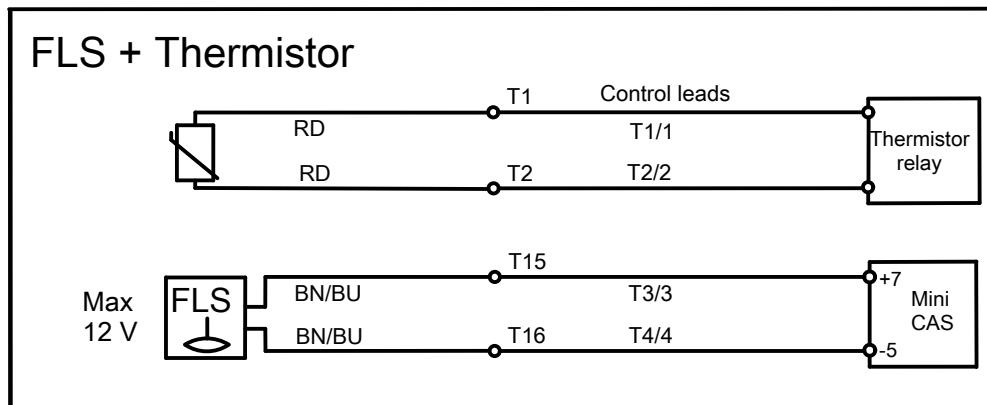 FLS + Thermistor
T1
Control leads
RD
T1/1
Thermistor
relay
RD
T2
T2/2
T15
Max
12 V
FLS
BN/BU
T3/3
+7
Mini
CAS
BN/BU
T16
T4/4
-5